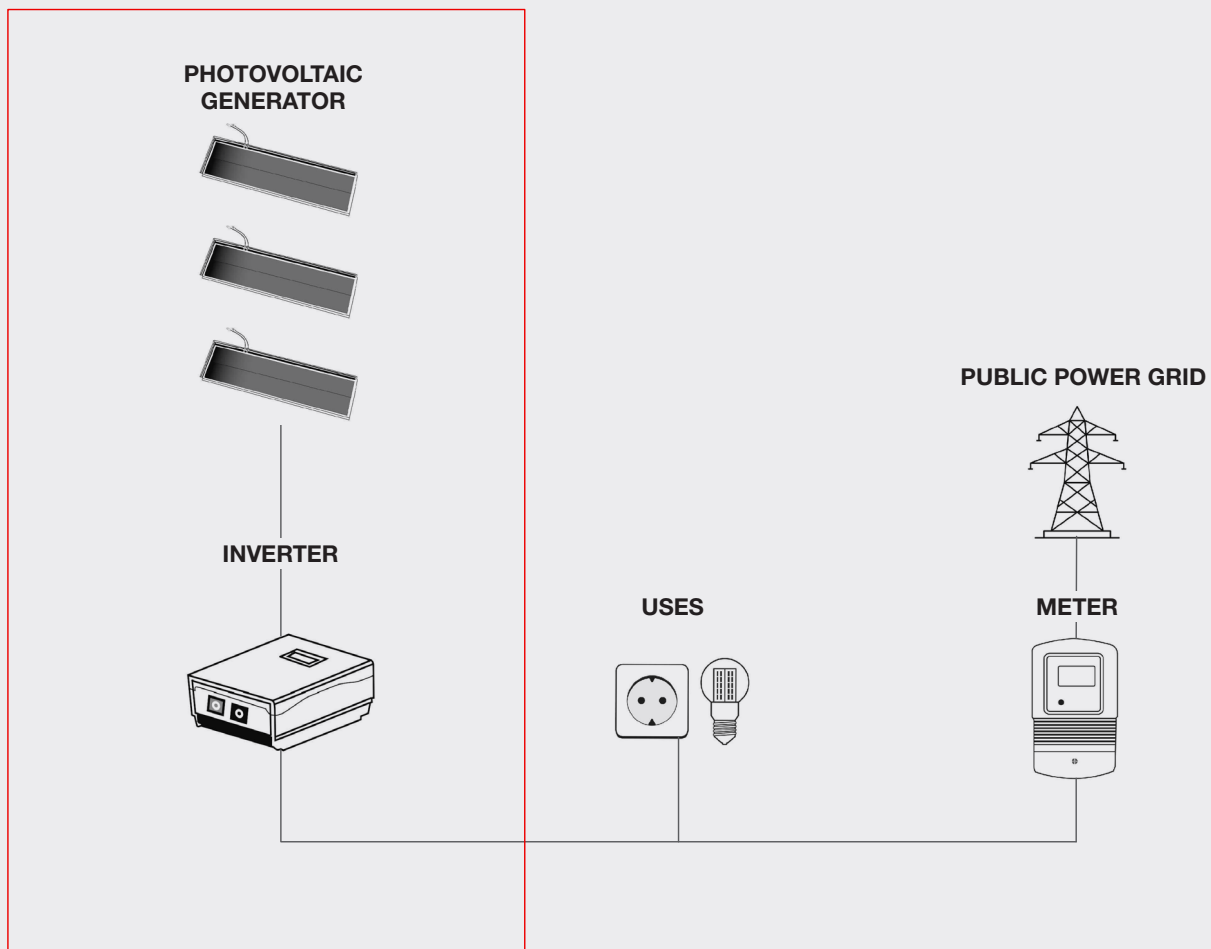 PHOTOVOLTAIC
GENERATOR
PUBLIC POWER GRID
INVERTER
USES
METER